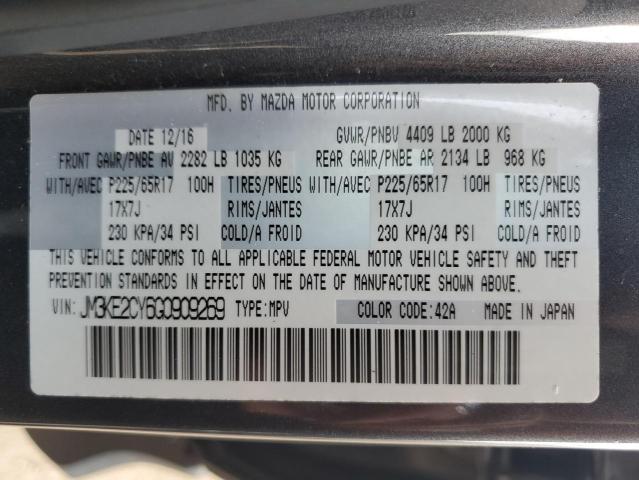 MFD. BY MAZDA MOTOR CORPORATION
DATE 12/16 GVWR/PNBV 4409 LB 2000 KG
FRONT GAWR/PNBE AV 2282 LB 1035 KG REAR GAWR/PNBE AR 2134 LB 968 KG
WITH/AVEC P225/65R17 100H TIRES/PNEUS WITH/AVEC P225/65R17 100H TIRES/PNEUS
17X7J RIMS/JANTES 17X7J RIMS/JANTES
230 KPA/34 PSI COLD/A FROID 230 KPA/34 PSI COLD/A FROID
THIS VEHICLE CONFORMS TO ALL APPLICABLE FEDERAL MOTOR VEHICLE SAFETY AND THEFT
PREVENTION STANDARDS IN EFFECT ON THE DATE OF MANUFACTURE SHOWN ABOVE.
VIN: JM3KE2CY6G0909269 TYPE:MPV COLOR CODE:42A MADE IN JAPAN